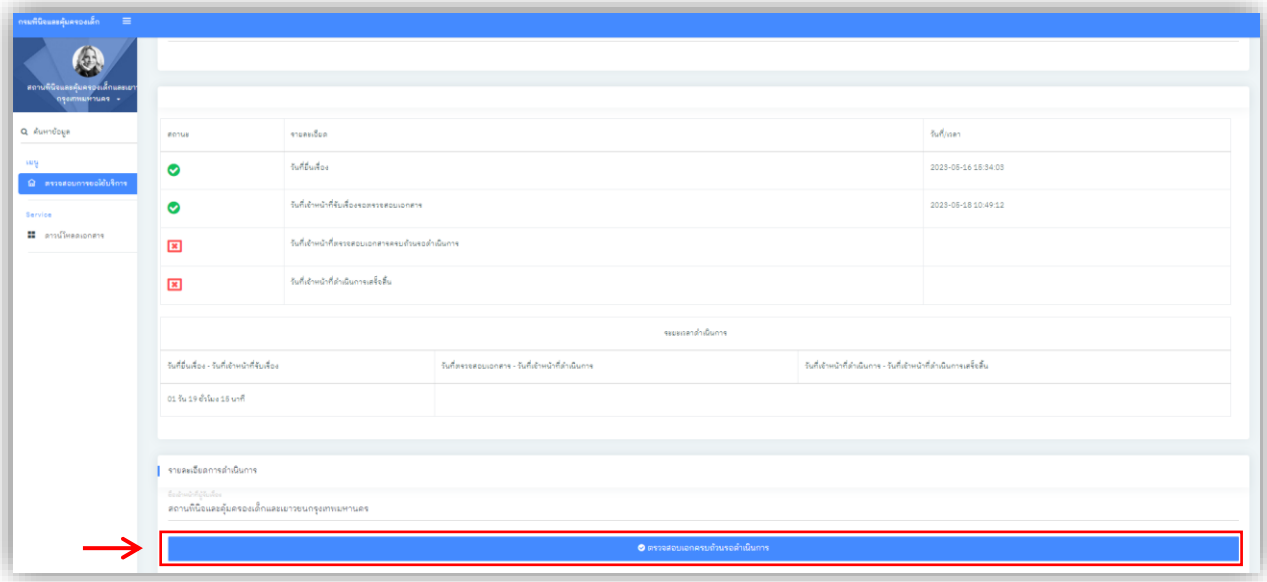 กรมพินิจและคุ้มครองเด็ก
สถานพินิจและคุ้มครองเด็กและเยาว
กรุงเทพมหานคร
ค้นหาข้อมูล
เมนู
ตรวจสอบการขอใช้บริการ
Service
ดาวน์โหลดเอกสาร
สถานะ รายละเอียด วันที่/เวลา
วันที่ยื่นเรื่อง 2023-05-16 15:34:03
วันที่เจ้าหน้าที่รับเรื่องรอตรวจสอบเอกสาร 2023-05-18 10:49:12
วันที่เจ้าหน้าที่ตรวจสอบเอกสารครบถ้วนรอดำเนินการ
วันที่เจ้าหน้าที่ดำเนินการเสร็จสิ้น
ระยะเวลาดำเนินการ
วันที่ยื่นเรื่อง - วันที่เจ้าหน้าที่รับเรื่อง วันที่ตรวจสอบเอกสาร - วันที่เจ้าหน้าที่ดำเนินการ วันที่เจ้าหน้าที่ดำเนินการ - วันที่เจ้าหน้าที่ดำเนินการเสร็จสิ้น
01 วัน 19 ชั่วโมง 15 นาที
รายละเอียดการดำเนินการ
ชื่อเจ้าหน้าที่ผู้รับเรื่อง
สถานพินิจและคุ้มครองเด็กและเยาวชนกรุงเทพมหานคร
ตรวจสอบเอกครบถ้วนรอดำเนินการ